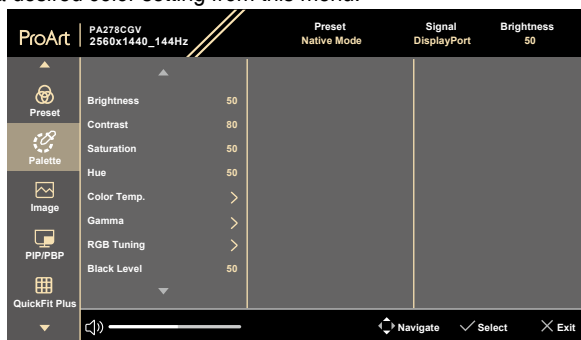 a desired color setting from this menu.
ProArt
PA278CGV
2560x1440_144Hz
Preset
Native Mode
Signal
DisplayPort
Brightness
50
Preset
Palette
Image
PIP/PBP
QuickFit Plus
Brightness 50
Contrast 80
Saturation 50
Hue 50
Color Temp.
Gamma
RGB Tuning
Black Level 50
Navigate
Select
Exit